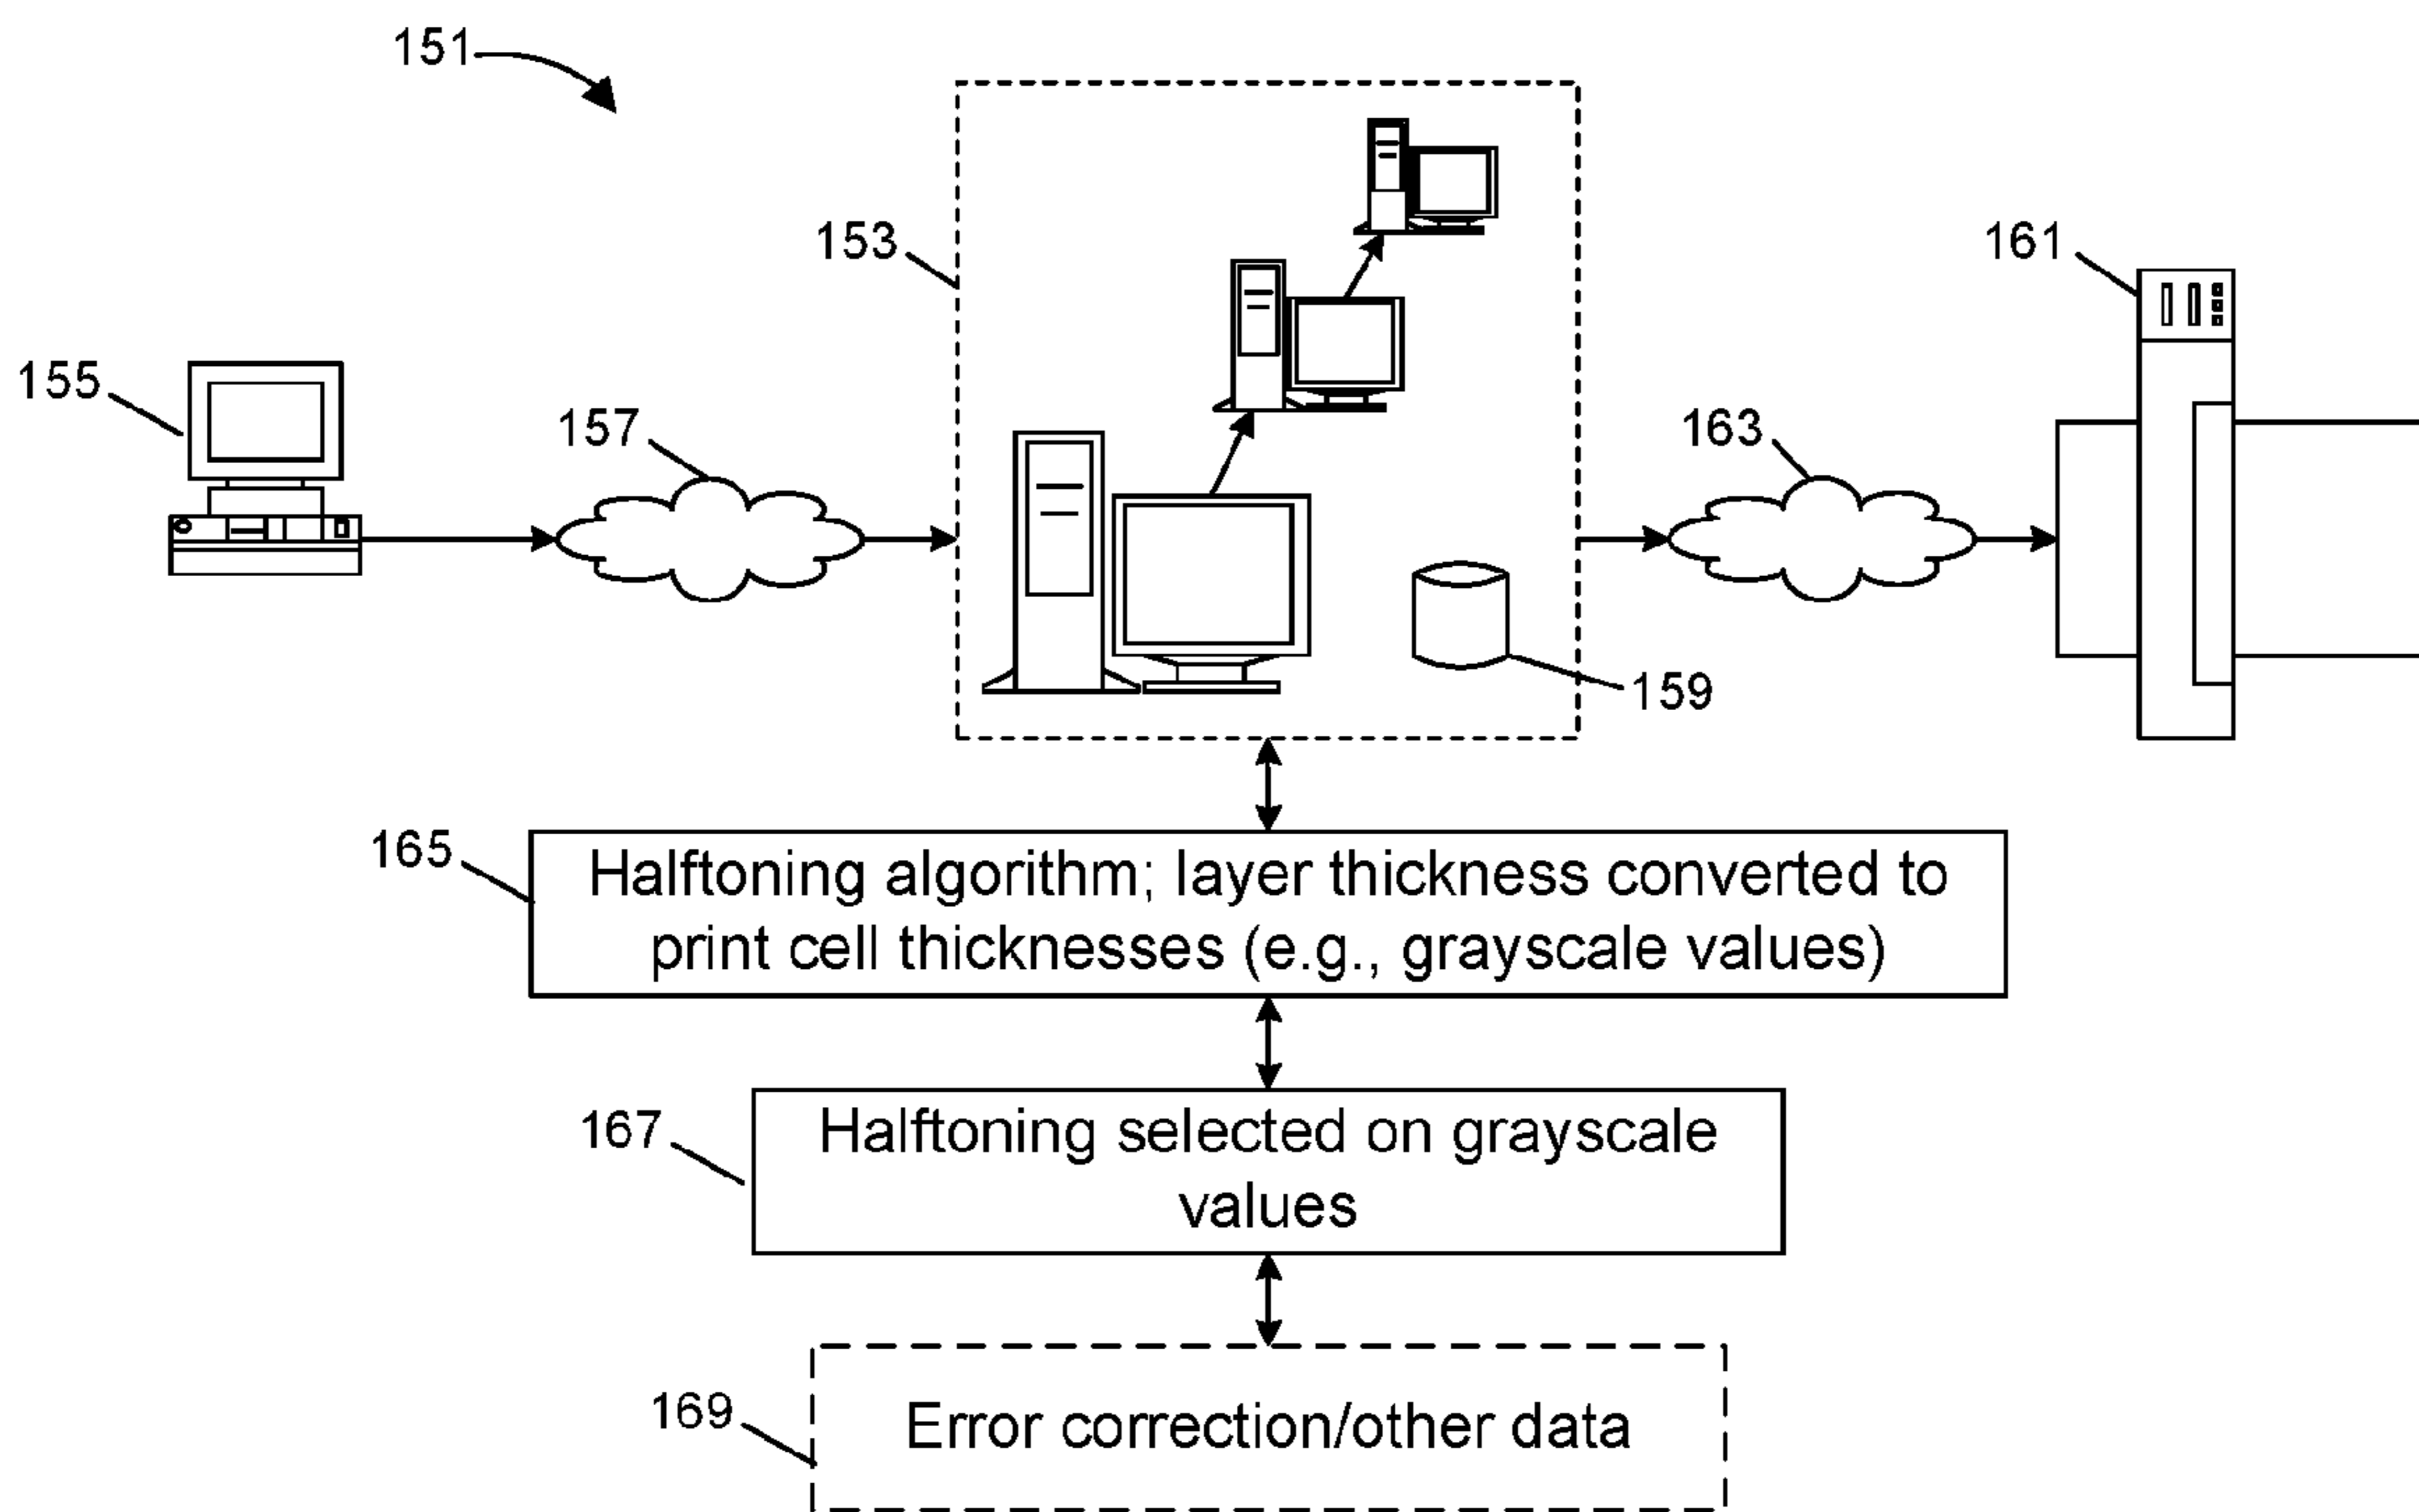 151
153
161
155
157
163
159
165
Halftoning algorithm; layer thickness converted to
print cell thicknesses (e.g., grayscale values)
167
Halftoning selected on grayscale
values
169
Error correction/other data